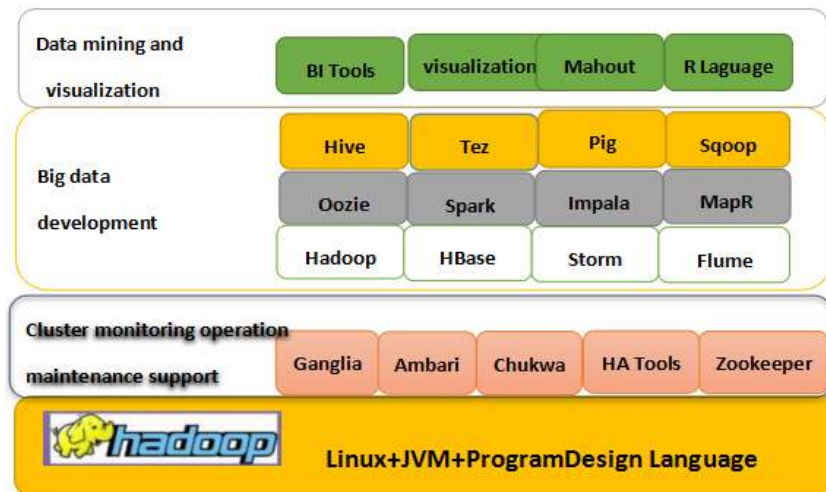 Data mining and
visualization
BI Tools
visualization
Mahout
R Laguage
Big data
development
Hive
Tez
Pig
Sqoop
Oozie
Spark
Impala
MapR
Hadoop
HBase
Storm
Flume
Cluster monitoring operation
maintenance support
Ganglia
Ambari
Chukwa
HA Tools
Zookeeper
hadoop
Linux+JVM+ProgramDesign Language